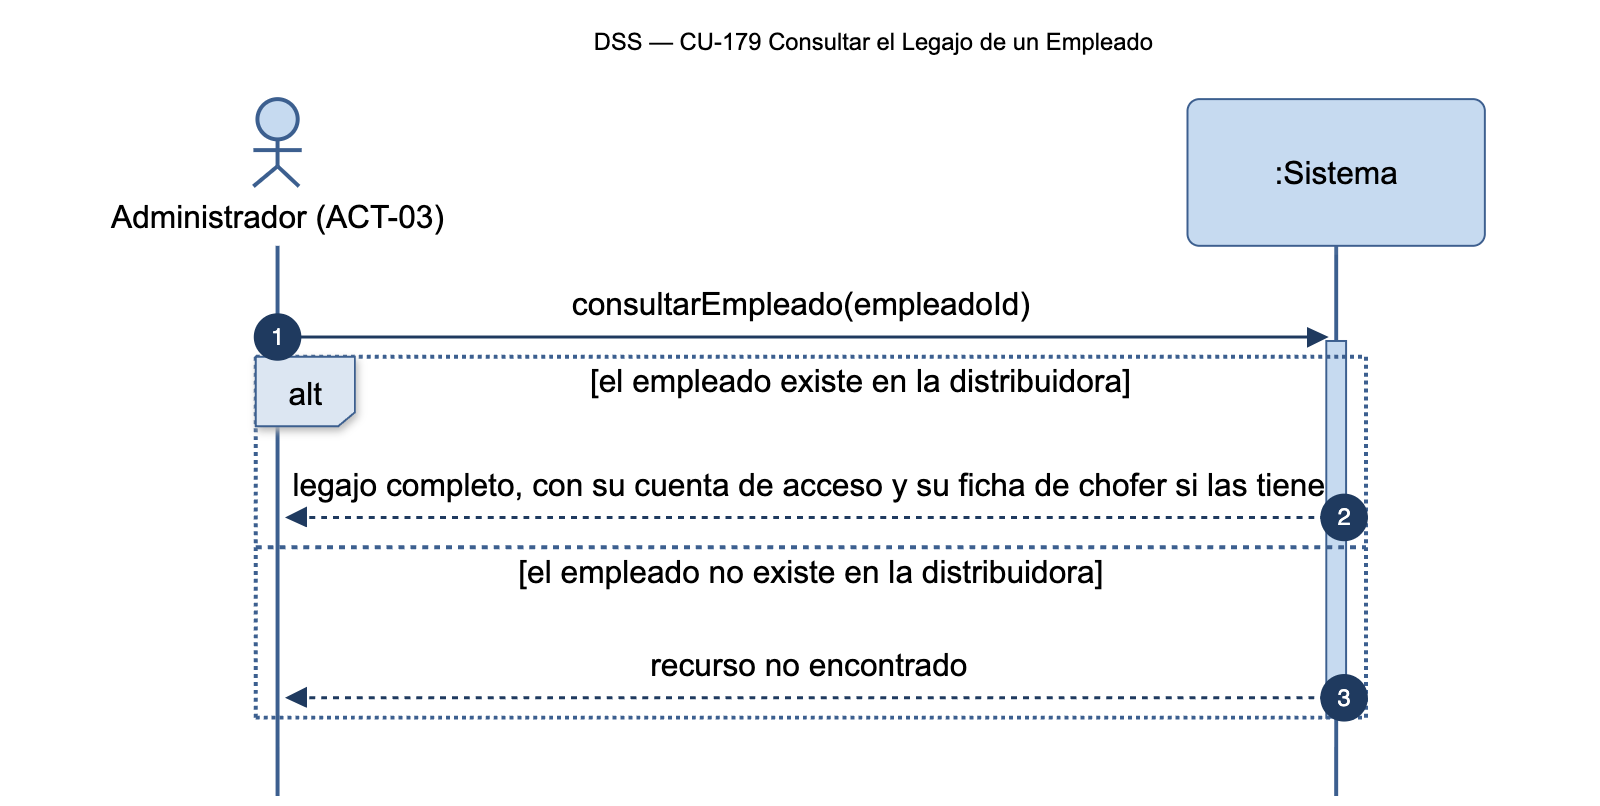 DSS — CU-179 Consultar el Legajo de un Empleado
Administrador (ACT-03)
:Sistema
consultarEmpleado(empleadoId)
1
alt
[el empleado existe en la distribuidora]
legajo completo, con su cuenta de acceso y su ficha de chofer si las tiene
2
[el empleado no existe en la distribuidora]
recurso no encontrado
3